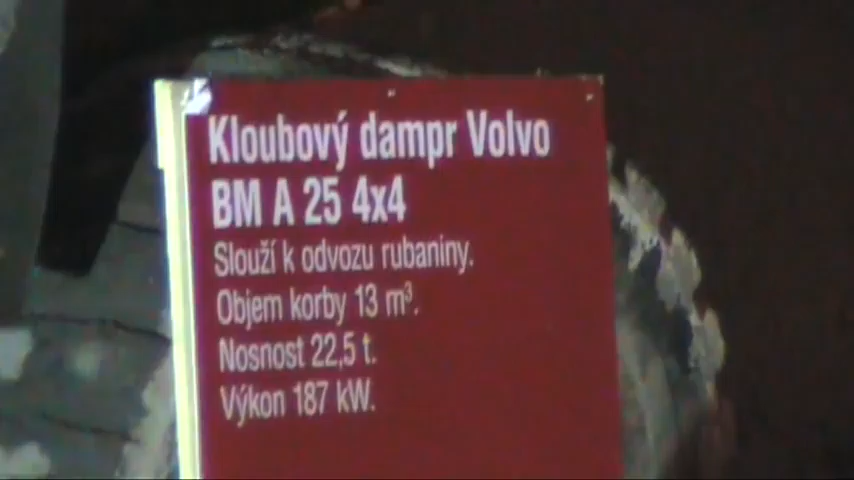 Kloubový dampr Volvo
BM A 25 4x4
Slouží k odvozu rubaniny.
Objem korby 13 m³.
Nosnost 22,5 t.
Výkon 187 kW.